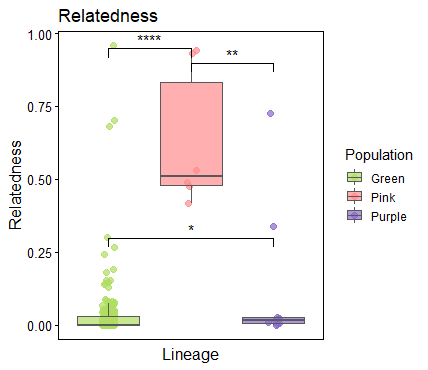 Relatedness
1.00
0.75
0.50
0.25
0.00
Relatedness
****
**
*
Lineage
Population
Green
Pink
Purple